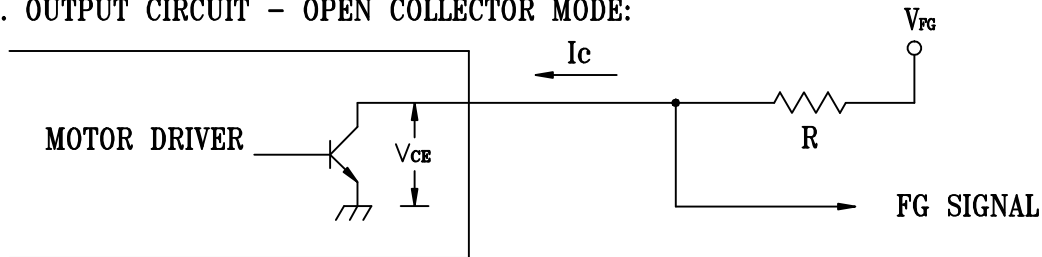 . OUTPUT CIRCUIT – OPEN COLLECTOR MODE:
VFG
Ic
MOTOR DRIVER
VCE
R
FG SIGNAL